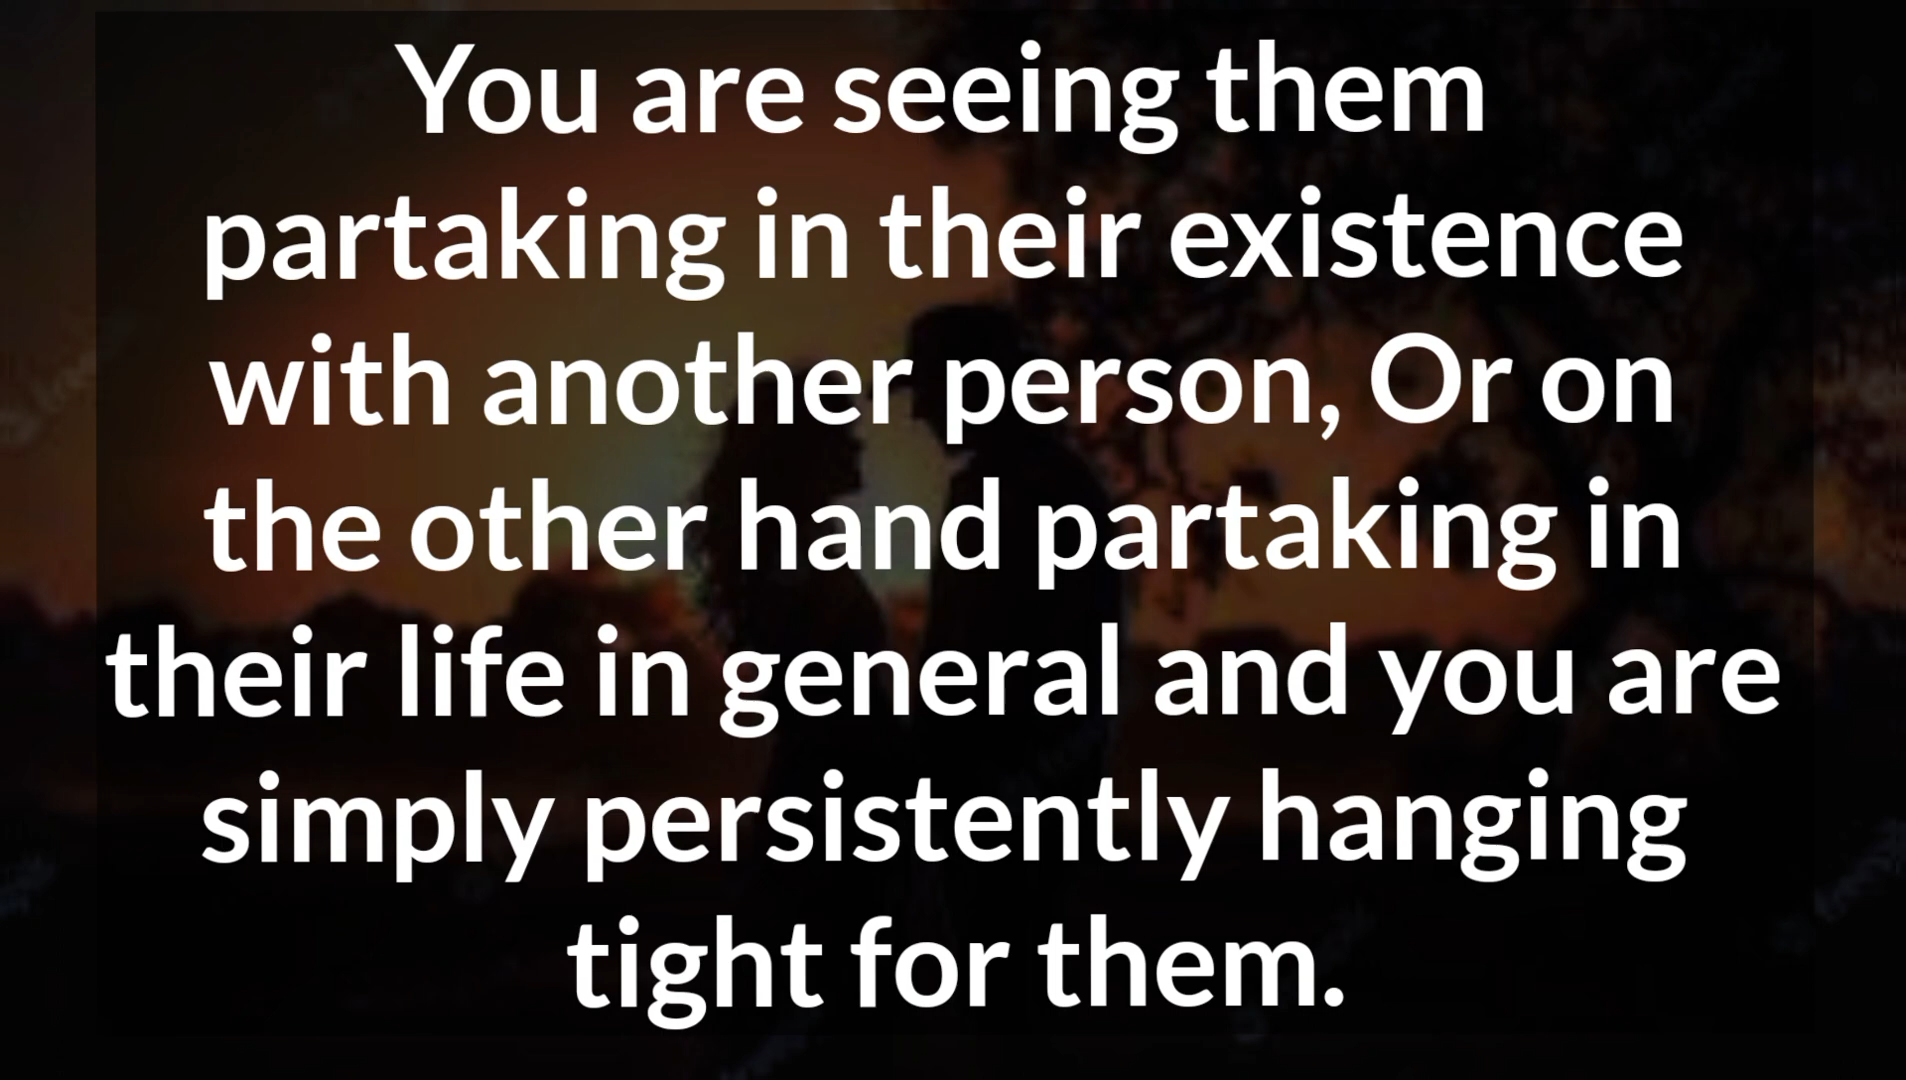 You are seeing them
partaking in their existence
with another person, Or on
the other hand partaking in
their life in general and you are
simply persistently hanging
tight for them.